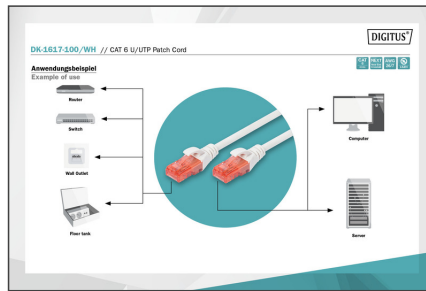 DIGITUS®
DK-1617-100/WH // CAT 6 U/UTP Patch Cord
Anwendungsbeispiel
Example of use
Router
Switch
Wall Outlet
Floor tank
Computer
Server